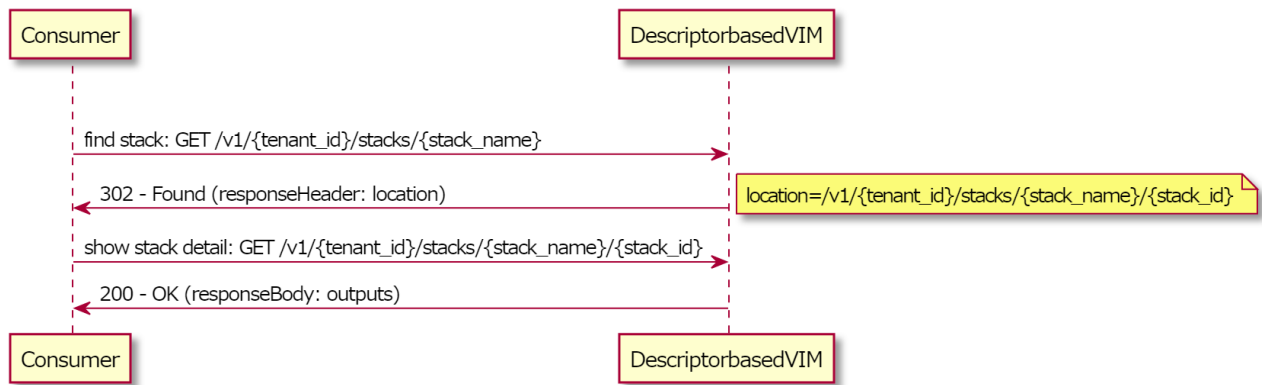 Consumer
DescriptorbasedVIM
find stack: GET /v1/{tenant_id}/stacks/{stack_name}
302 - Found (responseHeader: location)
location=/v1/{tenant_id}/stacks/{stack_name}/{stack_id}
show stack detail: GET /v1/{tenant_id}/stacks/{stack_name}/{stack_id}
200 - OK (responseBody: outputs)
Consumer
DescriptorbasedVIM